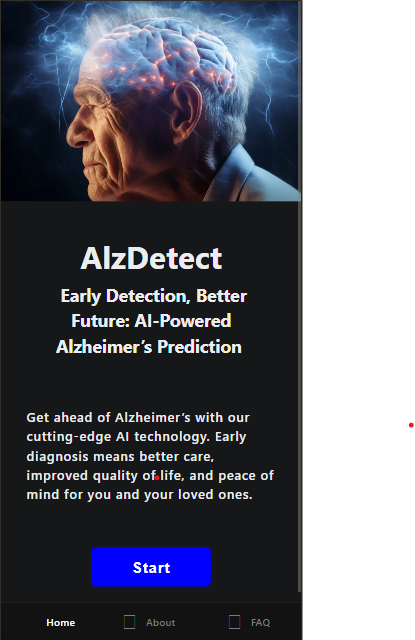 AlzDetect
Early Detection, Better
Future: AI-Powered
Alzheimer’s Prediction
Get ahead of Alzheimer’s with our
cutting-edge AI technology. Early
diagnosis means better care,
improved quality of life, and peace of
mind for you and your loved ones.
Start
Home About FAQ